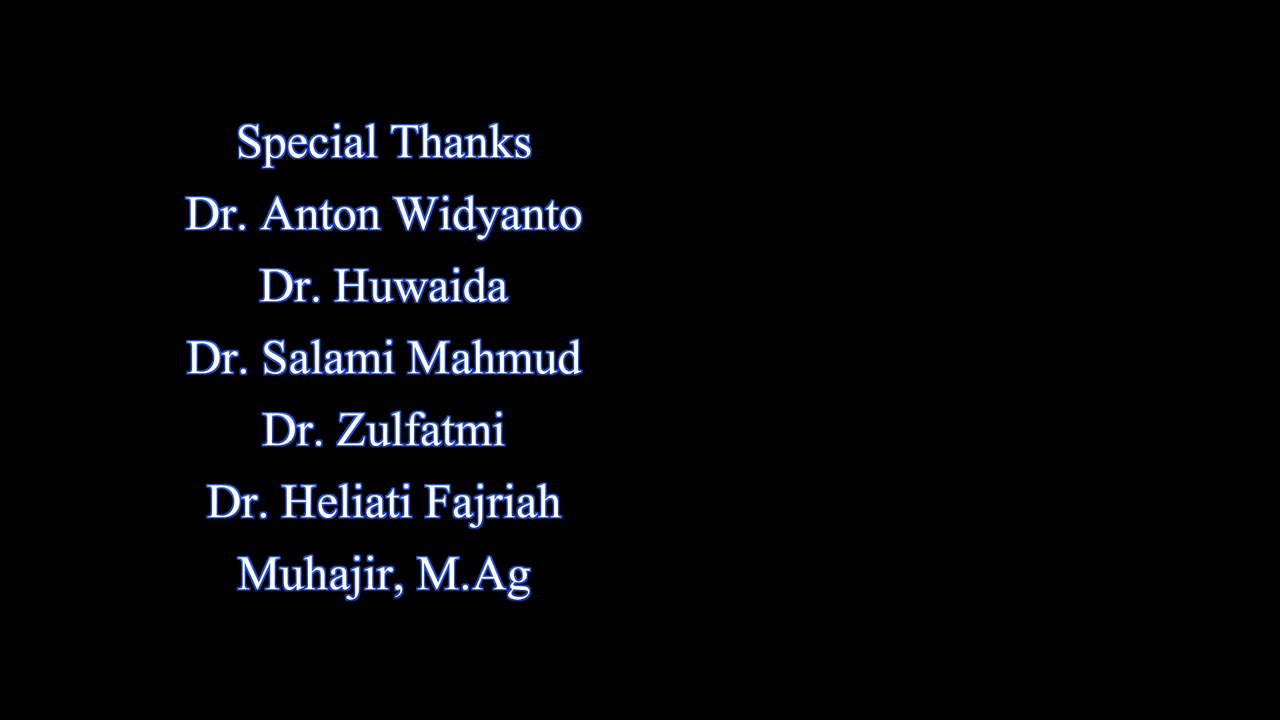 Special Thanks
Dr. Anton Widyanto
Dr. Huwaida
Dr. Salami Mahmud
Dr. Zulfatmi
Dr. Heliati Fajriah
Muhajir, M.Ag